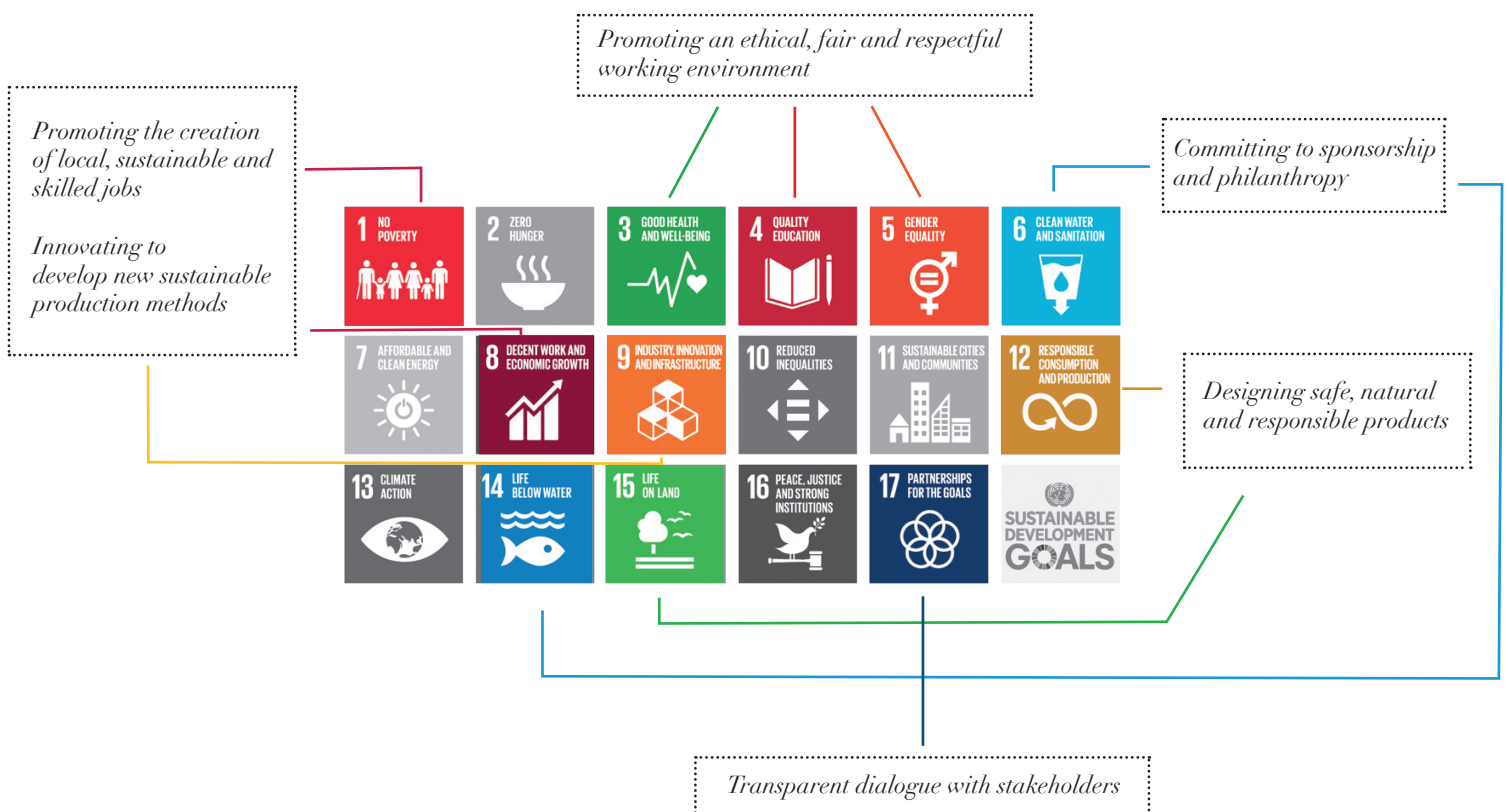 Promoting an ethical, fair and respectful
working environment
Promoting the creation
of local, sustainable and
skilled jobs
Innovating to
develop new sustainable
production methods
Committing to sponsorship
and philanthropy
1 NO
POVERTY
2 ZERO
HUNGER
3 GOOD HEALTH
AND WELL-BEING
4 QUALITY
EDUCATION
5 GENDER
EQUALITY
6 CLEAN WATER
AND SANITATION
7 AFFORDABLE AND
CLEAN ENERGY
8 DECENT WORK AND
ECONOMIC GROWTH
9 INDUSTRY, INNOVATION
AND INFRASTRUCTURE
10 REDUCED
INEQUALITIES
11 SUSTAINABLE CITIES
AND COMMUNITIES
12 RESPONSIBLE
CONSUMPTION
AND PRODUCTION
Designing safe, natural
and responsible products
13 CLIMATE
ACTION
14 LIFE
BELOW WATER
15 LIFE
ON LAND
16 PEACE, JUSTICE
AND STRONG
INSTITUTIONS
17 PARTNERSHIPS
FOR THE GOALS
SUSTAINABLE
DEVELOPMENT
GOALS
Transparent dialogue with stakeholders